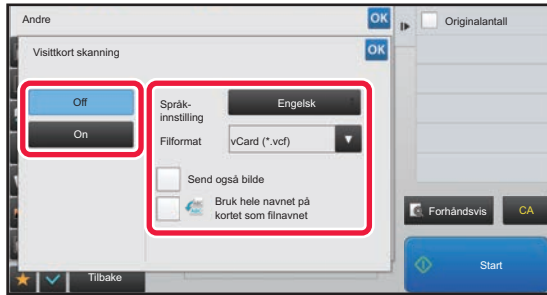 Andre
OK
Originalantall
Visittkort skanning
OK
Off
On
Språk-
innstilling
Engelsk
Filformat
vCard (*.vcf)
Send også bilde
Bruk hele navnet på
kortet som filnavnet
Forhåndsvis
CA
Start
Tilbake